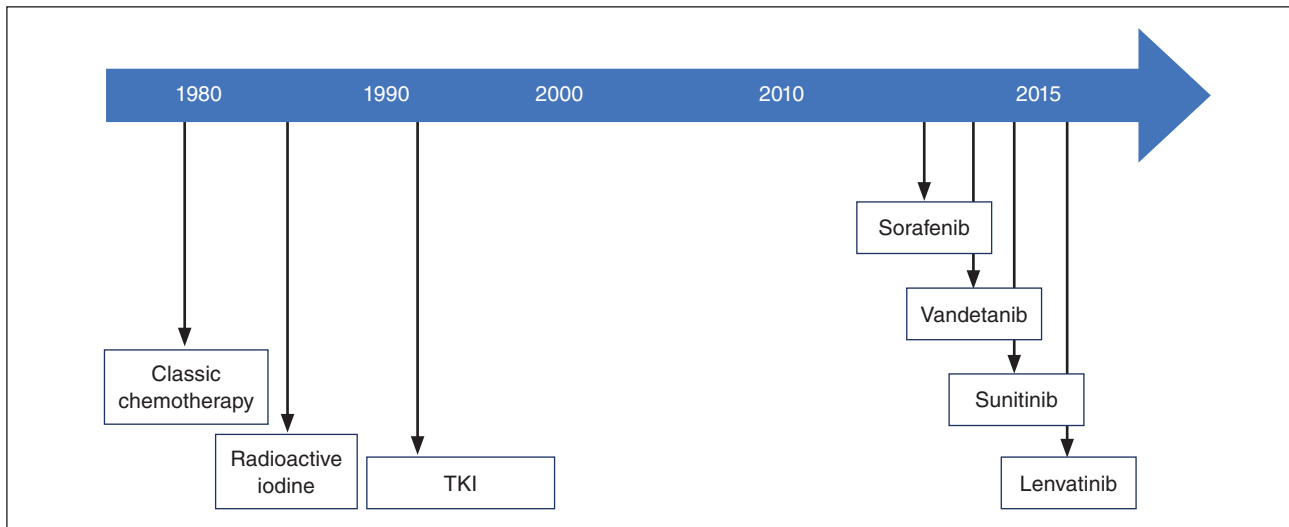 1980 1990 2000 2010 2015
Sorafenib
Vandetanib
Classic
chemotherapy
Sunitinib
Radioactive
iodine
TKI
Lenvatinib